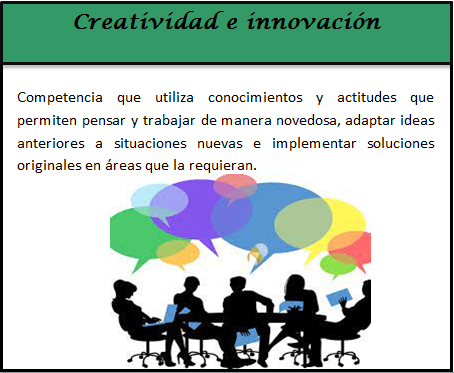 Creatividad e innovación
Competencia que utiliza conocimientos y actitudes que
permiten pensar y trabajar de manera novedosa, adaptar ideas
anteriores a situaciones nuevas e implementar soluciones
originales en áreas que la requieran.